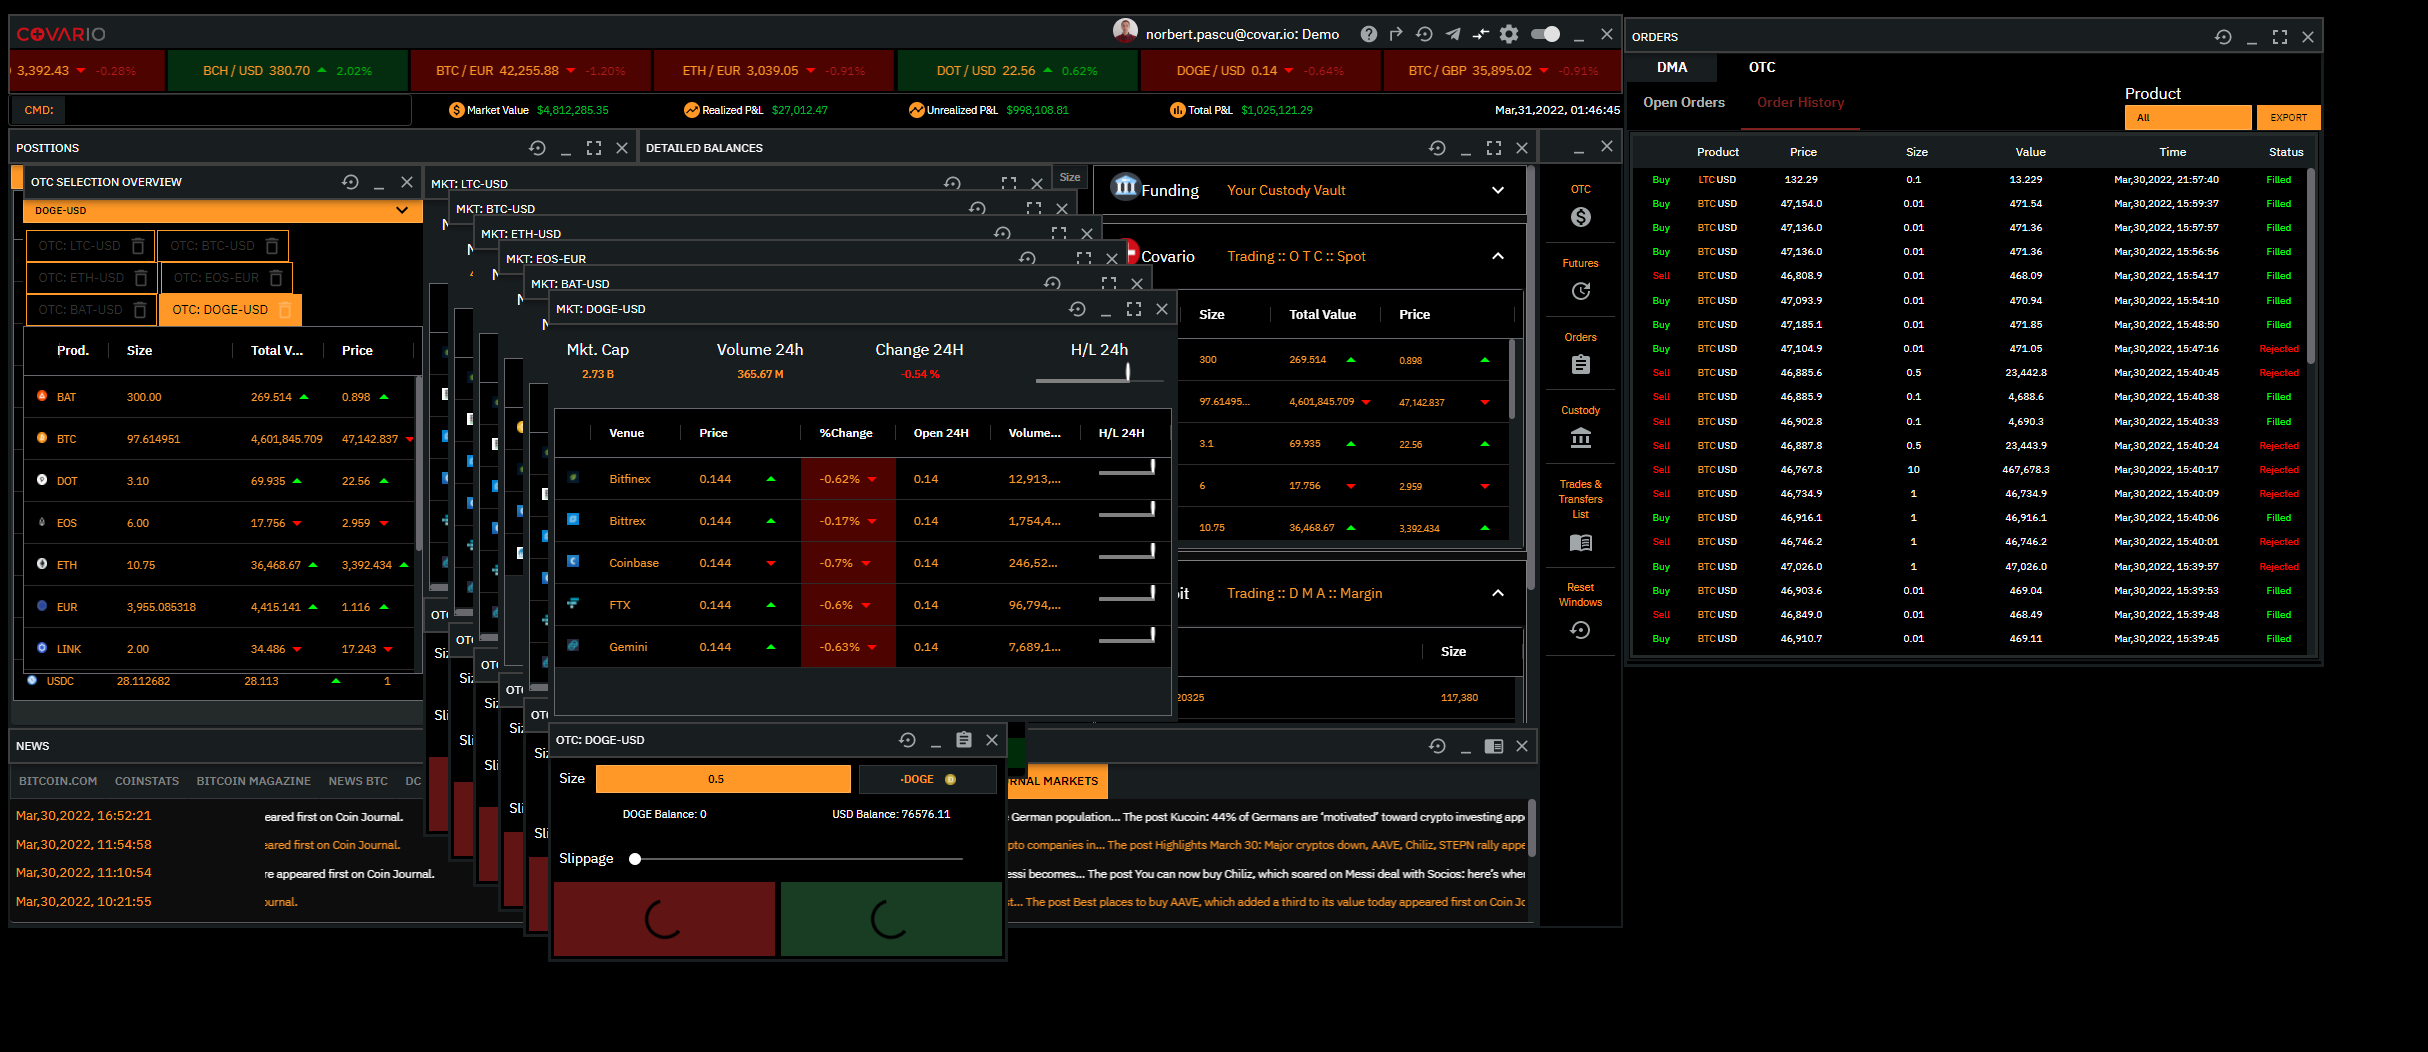 COVARIO
norbert.pascu@covar.io: Demo
3,392.43 -0.28%
BCH / USD 380.70 2.02%
BTC / EUR 42,255.88 -1.20%
ETH / EUR 3,039.05 -0.91%
DOT / USD 22.56 0.62%
DOGE / USD 0.14 -0.64%
BTC / GBP 35,895.02 -0.91%
CMD:
Market Value $4,812,285.35
Realized P&L $27,012.47
Unrealized P&L $998,108.81
Total P&L $1,025,121.29
Mar,31,2022, 01:46:45
POSITIONS
OTC SELECTION OVERVIEW
DOGE-USD
OTC: LTC-USD OTC: BTC-USD
OTC: ETH-USD OTC: EOS-EUR
OTC: BAT-USD OTC: DOGE-USD
Prod. Size Total V... Price
BAT 300.00 269.514 0.898
BTC 97.614951 4,601,845.709 47,142.837
DOT 3.10 69.935 22.56
EOS 6.00 17.756 2.959
ETH 10.75 36,468.67 3,392.434
EUR 3,955.085318 4,415.141 1.116
LINK 2.00 34.486 17.243
USDC 28.112682 28.113 1
MKT: LTC-USD
MKT: BTC-USD
MKT: ETH-USD
MKT: EOS-EUR
MKT: BAT-USD
MKT: DOGE-USD
Mkt. Cap Volume 24h Change 24H H/L 24h
2.73 B 365.67 M -0.54 %
Venue Price %Change Open 24H Volume... H/L 24H
Bitfinex 0.144 -0.62% 0.14 12,913,...
Bittrex 0.144 -0.17% 0.14 1,754,4...
Coinbase 0.144 -0.7% 0.14 246,52...
FTX 0.144 -0.6% 0.14 96,794,...
Gemini 0.144 -0.63% 0.14 7,689,1...
OTC: DOGE-USD
Size 0.5 -DOGE
DOGE Balance: 0 USD Balance: 76576.11
Slippage
DETAILED BALANCES
Size
Funding Your Custody Vault
Covario Trading :: O T C :: Spot
Size Total Value Price
300 269.514 0.898
97.61495... 4,601,845.709 47,142.837
3.1 69.935 22.56
6 17.756 2.959
10.75 36,468.67 3,392.434
bit Trading :: D M A :: Margin
Size
20325 117,380
OTC
Futures
Orders
Custody
Trades &
Transfers
List
Reset
Windows
NEWS
BITCOIN.COM COINSTATS BITCOIN MAGAZINE NEWS BTC DC
RNAL MARKETS
Mar,30,2022, 16:52:21 eared first on Coin Journal.
German population... The post Kucoin: 44% of Germans are 'motivated' toward crypto investing app
Mar,30,2022, 11:54:58 eared first on Coin Journal.
pto companies in... The post Highlights March 30: Major cryptos down, AAVE, Chiliz, STEPN rally appe
Mar,30,2022, 11:10:54 re appeared first on Coin Journal.
essi becomes... The post You can now buy Chiliz, which soared on Messi deal with Socios: here's wher
Mar,30,2022, 10:21:55 ournal.
t... The post Best places to buy AAVE, which added a third to its value today appeared first on Coin Jo
ORDERS
DMA OTC
Open Orders Order History
Product
All EXPORT
Product Price Size Value Time Status
Buy LTC USD 132.29 0.1 13.229 Mar,30,2022, 21:57:40 Filled
Buy BTC USD 47,154.0 0.01 471.54 Mar,30,2022, 15:59:37 Filled
Buy BTC USD 47,136.0 0.01 471.36 Mar,30,2022, 15:57:57 Filled
Buy BTC USD 47,136.0 0.01 471.36 Mar,30,2022, 15:56:56 Filled
Sell BTC USD 46,808.9 0.01 468.09 Mar,30,2022, 15:54:17 Filled
Buy BTC USD 47,093.9 0.01 470.94 Mar,30,2022, 15:54:10 Filled
Buy BTC USD 47,185.1 0.01 471.85 Mar,30,2022, 15:48:50 Filled
Buy BTC USD 47,104.9 0.01 471.05 Mar,30,2022, 15:47:16 Rejected
Sell BTC USD 46,885.6 0.5 23,442.8 Mar,30,2022, 15:40:45 Rejected
Sell BTC USD 46,885.9 0.1 4,688.6 Mar,30,2022, 15:40:38 Filled
Sell BTC USD 46,902.8 0.1 4,690.3 Mar,30,2022, 15:40:33 Filled
Sell BTC USD 46,887.8 0.5 23,443.9 Mar,30,2022, 15:40:24 Rejected
Sell BTC USD 46,767.8 10 467,678.3 Mar,30,2022, 15:40:17 Rejected
Sell BTC USD 46,734.9 1 46,734.9 Mar,30,2022, 15:40:09 Rejected
Buy BTC USD 46,916.1 1 46,916.1 Mar,30,2022, 15:40:06 Filled
Sell BTC USD 46,746.2 1 46,746.2 Mar,30,2022, 15:40:01 Rejected
Buy BTC USD 47,026.0 1 47,026.0 Mar,30,2022, 15:39:57 Rejected
Buy BTC USD 46,903.6 0.01 469.04 Mar,30,2022, 15:39:53 Filled
Sell BTC USD 46,849.0 0.01 468.49 Mar,30,2022, 15:39:48 Filled
Buy BTC USD 46,910.7 0.01 469.11 Mar,30,2022, 15:39:45 Filled